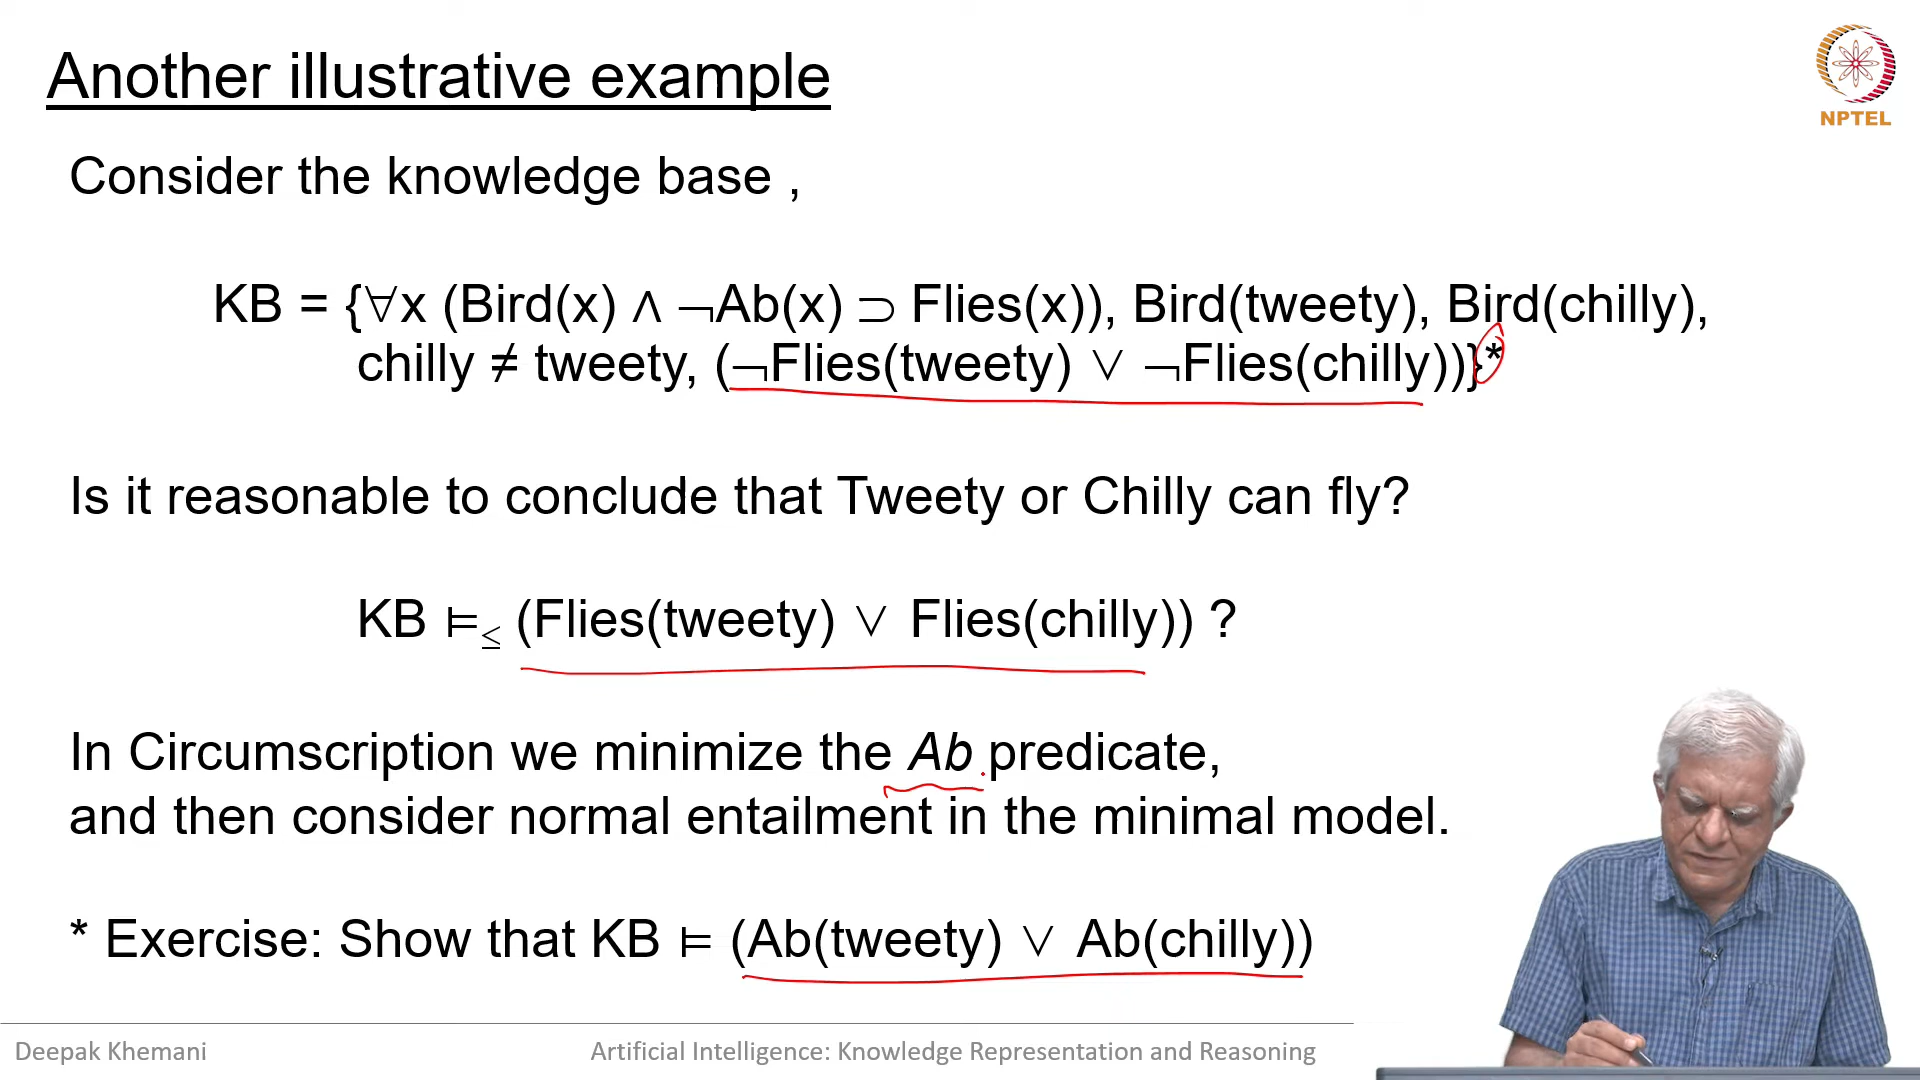 Another illustrative example
NPTEL
Consider the knowledge base ,
KB = {∀x (Bird(x) ∧ ¬Ab(x) ⊃ Flies(x)), Bird(tweety), Bird(chilly),
chilly ≠ tweety, (¬Flies(tweety) ∨ ¬Flies(chilly))}*
Is it reasonable to conclude that Tweety or Chilly can fly?
KB ⊨≤ (Flies(tweety) ∨ Flies(chilly)) ?
In Circumscription we minimize the Ab predicate,
and then consider normal entailment in the minimal model.
* Exercise: Show that KB ⊨ (Ab(tweety) ∨ Ab(chilly))
Deepak Khemani
Artificial Intelligence: Knowledge Representation and Reasoning